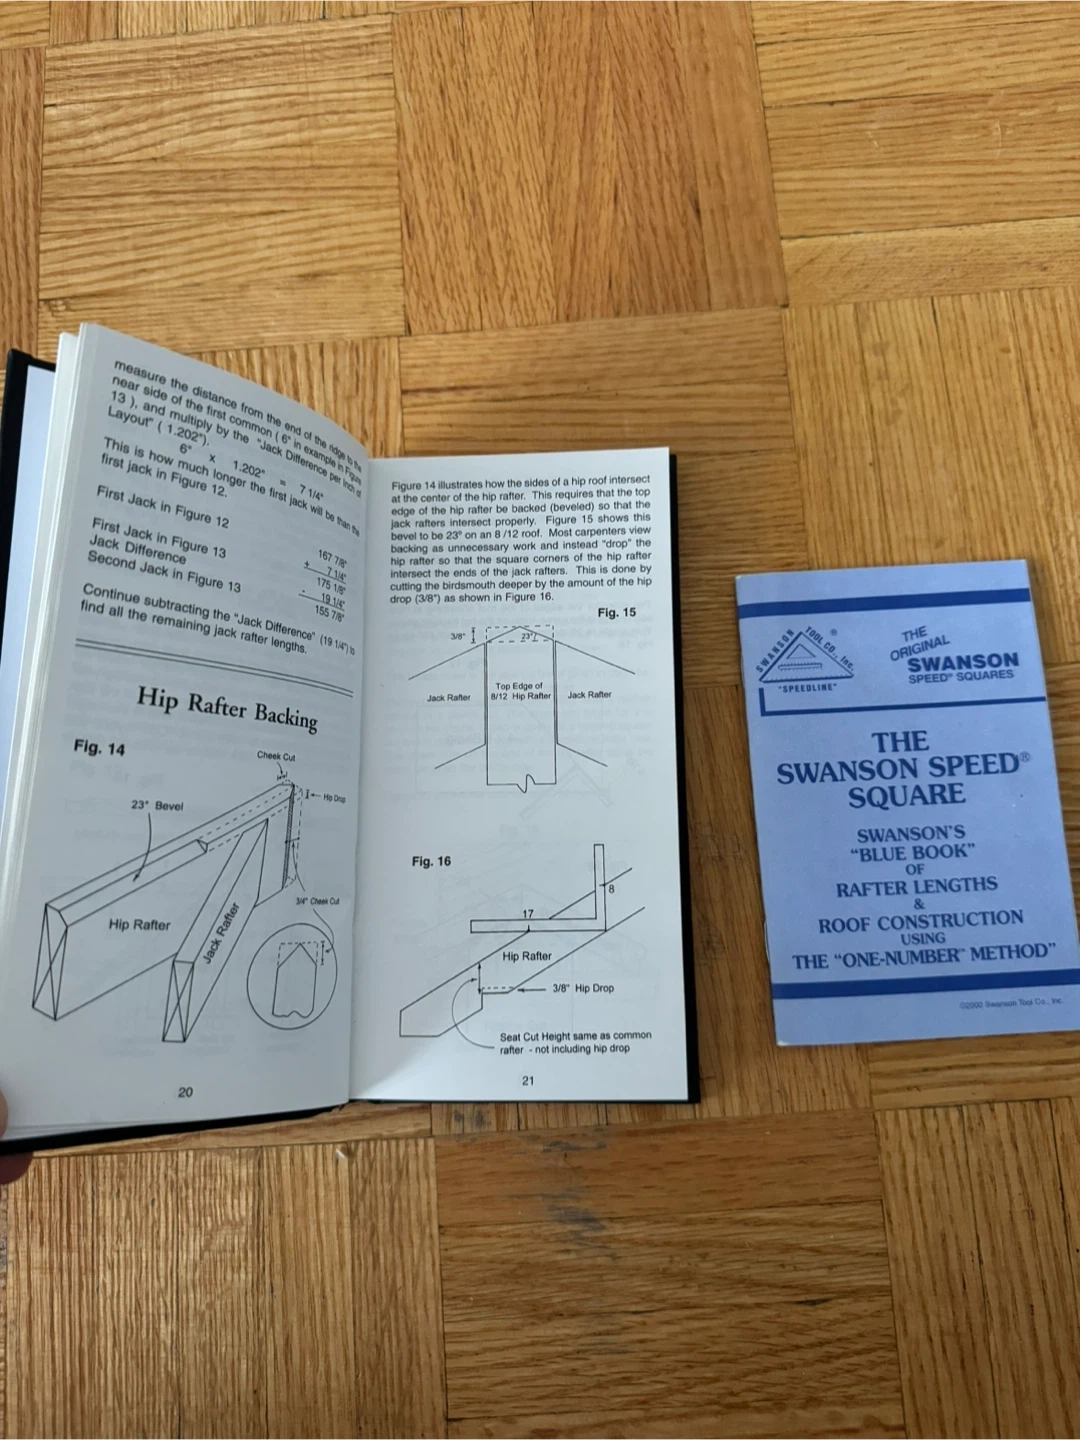 measure the distance from the end of the ridge to the
near side of the first common ( 6" in example in Figure
13 ), and multiply by the "Jack Difference per Inch of
Layout" ( 1.202").
6" x 1.202" = 7 1/4"
This is how much longer the first jack will be than the
first jack in Figure 12.
First Jack in Figure 12 167 7/8"
First Jack in Figure 13 + 7 1/4"
Jack Difference 175 1/8"
- 19 1/4"
Second Jack in Figure 13 155 7/8"
Continue subtracting the "Jack Difference" (19 1/4") to
find all the remaining jack rafter lengths.
Hip Rafter Backing
Fig. 14
Cheek Cut
Hip Drop
23° Bevel
3/4" Cheek Cut
Hip Rafter
Jack Rafter
20
Figure 14 illustrates how the sides of a hip roof intersect
at the center of the hip rafter. This requires that the top
edge of the hip rafter be backed (beveled) so that the
jack rafters intersect properly. Figure 15 shows this
bevel to be 23° on an 8 /12 roof. Most carpenters view
backing as unnecessary work and instead "drop" the
hip rafter so that the square corners of the hip rafter
intersect the ends of the jack rafters. This is done by
cutting the birdsmouth deeper by the amount of the hip
drop (3/8") as shown in Figure 16.
Fig. 15
3/8"
23°
Jack Rafter
Top Edge of
8/12 Hip Rafter
Jack Rafter
Fig. 16
8
17
Hip Rafter
3/8" Hip Drop
Seat Cut Height same as common
rafter - not including hip drop
21
SWANSON TOOL CO., Inc.
®
"SPEEDLINE"
THE
ORIGINAL
SWANSON
SPEED® SQUARES
THE
SWANSON SPEED®
SQUARE
SWANSON'S
"BLUE BOOK"
OF
RAFTER LENGTHS
&
ROOF CONSTRUCTION
USING
THE "ONE-NUMBER™ METHOD"
©2000 Swanson Tool Co., Inc.